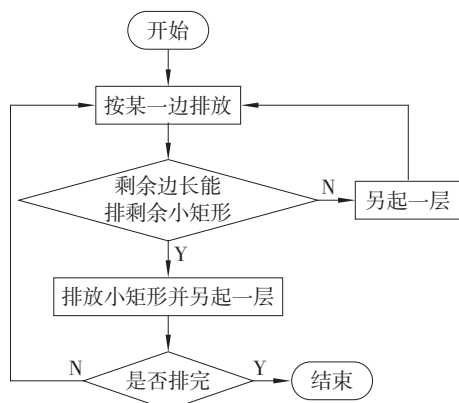 开始
按某一边排放
剩余边长能
排剩余小矩形
N
另起一层
Y
排放小矩形并另起一层
N
是否排完
Y
结束